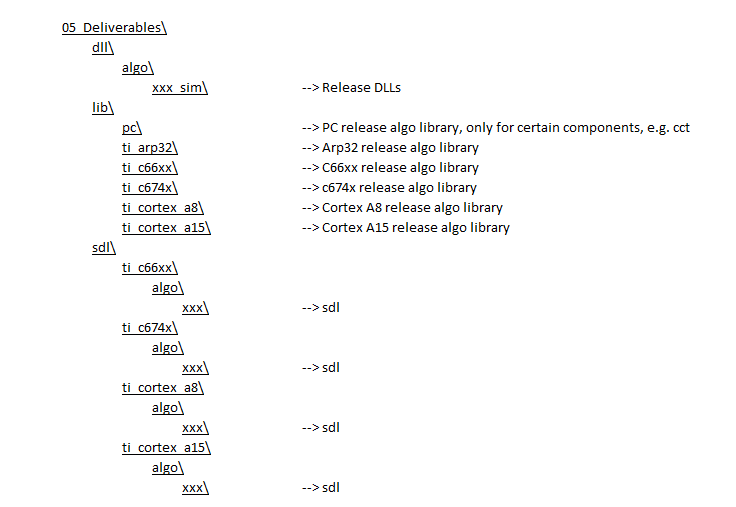 05_Deliverables\
dll\
algo\
xxx_sim\ --> Release DLLs
lib\
pc\ --> PC release algo library, only for certain components, e.g. cct
ti_arp32\ --> Arp32 release algo library
ti_c66xx\ --> C66xx release algo library
ti_c674x\ --> c674x release algo library
ti_cortex_a8\ --> Cortex A8 release algo library
ti_cortex_a15\ --> Cortex A15 release algo library
sdl\
ti_c66xx\
algo\
xxx\ --> sdl
ti_c674x\
algo\
xxx\ --> sdl
ti_cortex_a8\
algo\
xxx\ --> sdl
ti_cortex_a15\
algo\
xxx\ --> sdl